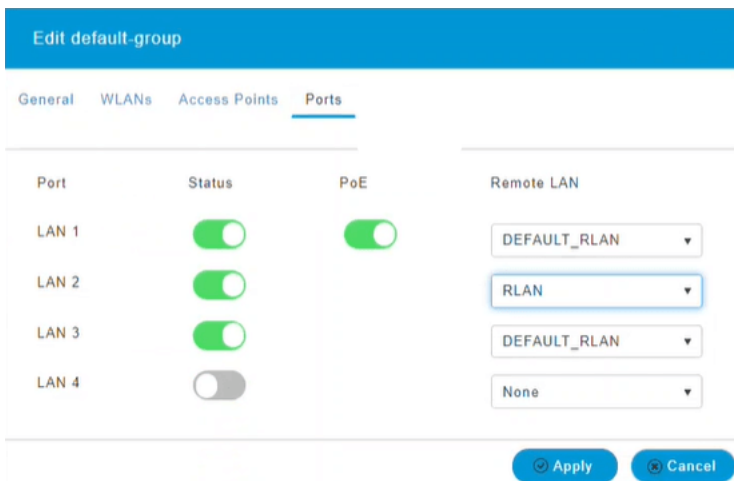 Edit default-group
General WLANs Access Points Ports
Port Status PoE Remote LAN
LAN 1 DEFAULT_RLAN
LAN 2 RLAN
LAN 3 DEFAULT_RLAN
LAN 4 None
Apply Cancel